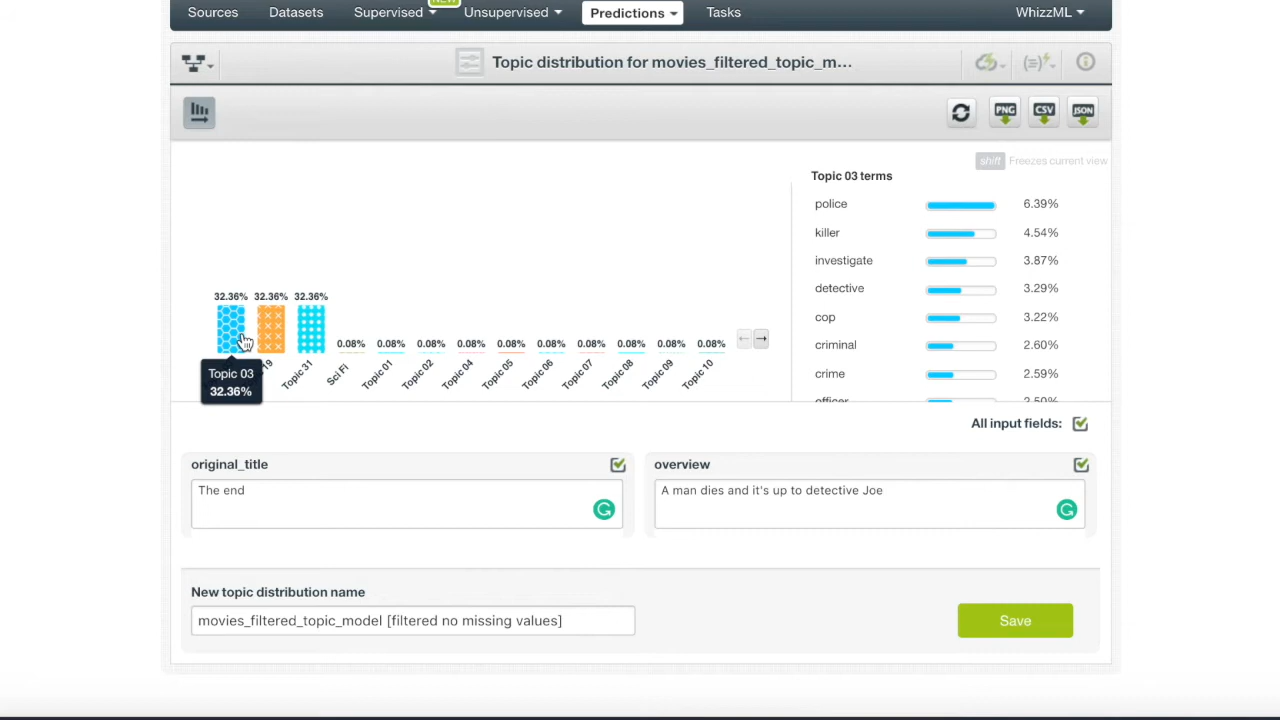 NEW
Sources Datasets Supervised Unsupervised Predictions Tasks WhizzML
Topic distribution for movies_filtered_topic_m...
PNG CSV JSON
shift Freezes current view
Topic 03 terms
police 6.39%
killer 4.54%
investigate 3.87%
detective 3.29%
cop 3.22%
criminal 2.60%
crime 2.59%
officer 2.50%
32.36% 32.36% 32.36% 0.08% 0.08% 0.08% 0.08% 0.08% 0.08% 0.08% 0.08% 0.08% 0.08%
19 Topic 31 Sci Fi Topic 01 Topic 02 Topic 04 Topic 05 Topic 06 Topic 07 Topic 08 Topic 09 Topic 10
Topic 03
32.36%
All input fields:
original_title
The end
overview
A man dies and it's up to detective Joe
New topic distribution name
movies_filtered_topic_model [filtered no missing values]
Save